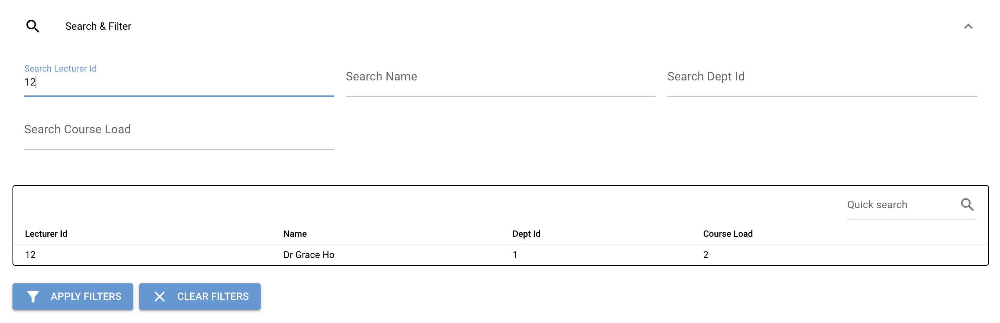 Search & Filter
Search Lecturer Id
12
Search Name
Search Dept Id
Search Course Load
Quick search
Lecturer Id Name Dept Id Course Load
12 Dr Grace Ho 1 2
APPLY FILTERS CLEAR FILTERS